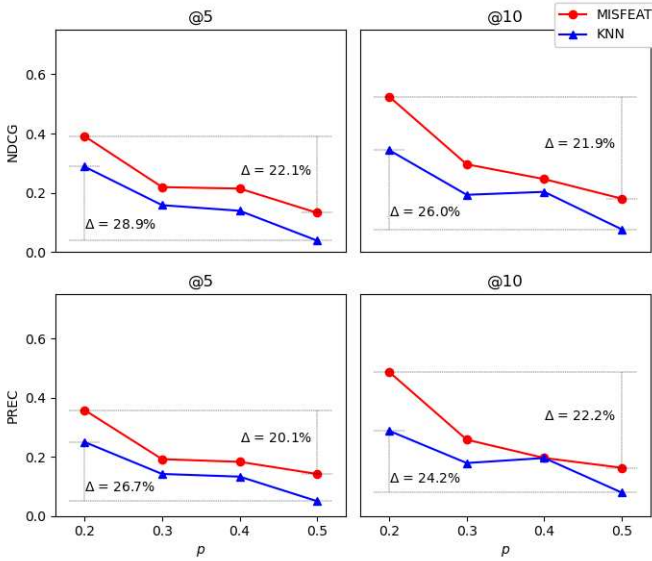 @5
@10
MISFEAT
KNN
NDCG
0.6
0.4
0.2
0.0
Δ = 22.1%
Δ = 28.9%
Δ = 21.9%
Δ = 26.0%
@5
@10
PREC
0.6
0.4
0.2
0.0
Δ = 20.1%
Δ = 26.7%
Δ = 22.2%
Δ = 24.2%
0.2 0.3 0.4 0.5
0.2 0.3 0.4 0.5
p
p